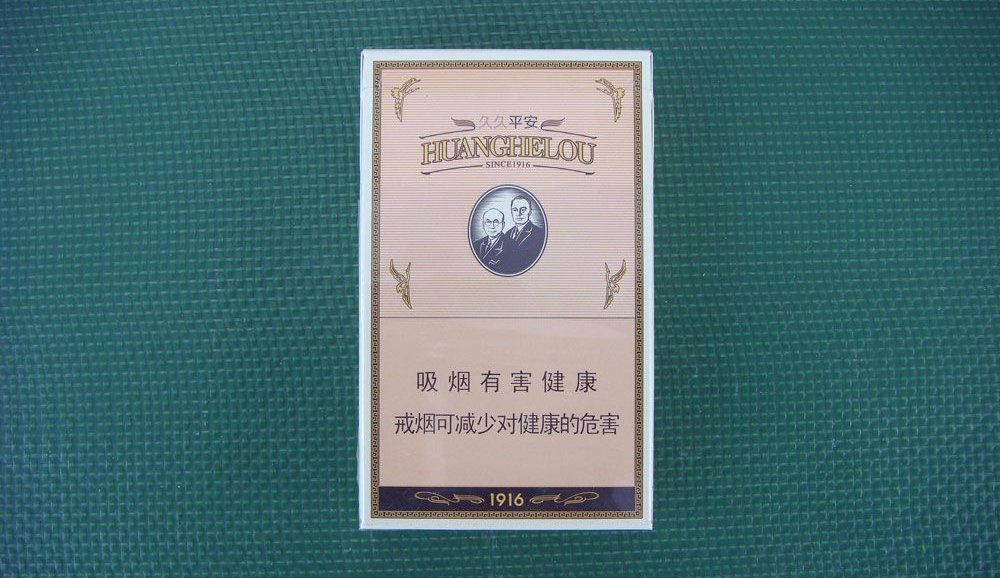 久久平安
HUANGHELOU
SINCE1916
吸烟有害健康
戒烟可减少对健康的危害
1916